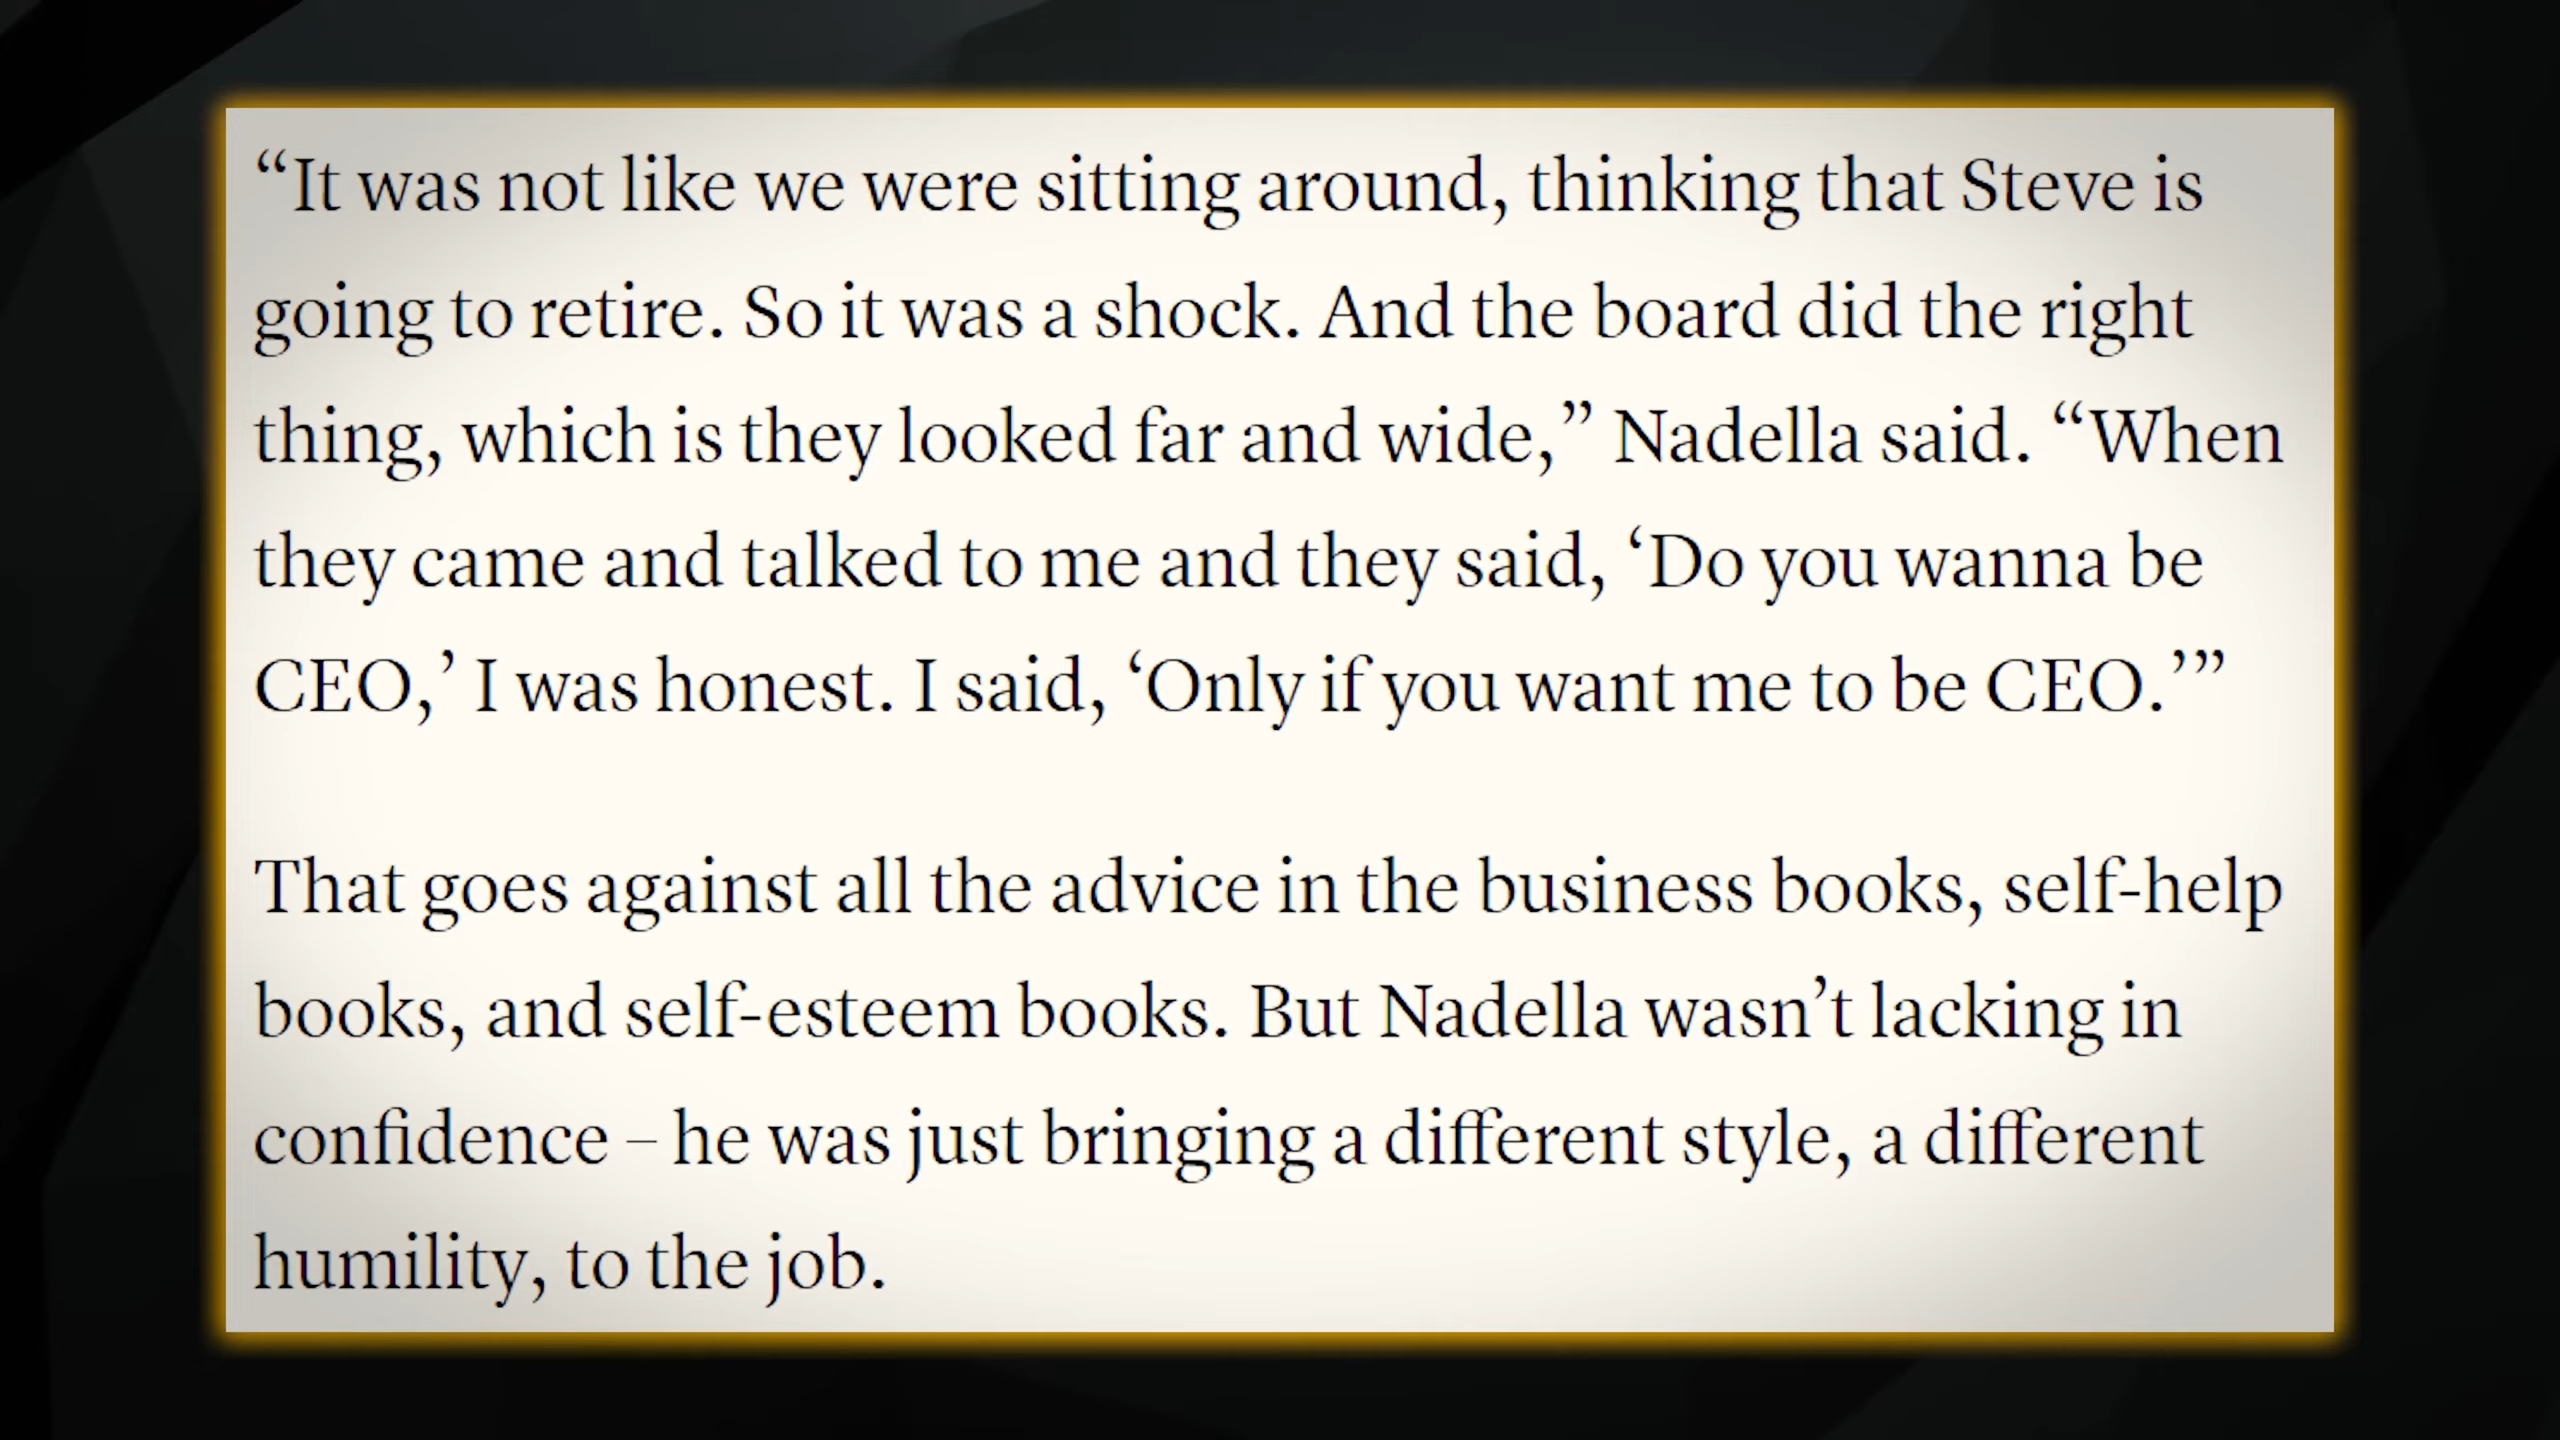 “It was not like we were sitting around, thinking that Steve is
going to retire. So it was a shock. And the board did the right
thing, which is they looked far and wide,” Nadella said. “When
they came and talked to me and they said, ‘Do you wanna be
CEO,’ I was honest. I said, ‘Only if you want me to be CEO.’”
That goes against all the advice in the business books, self-help
books, and self-esteem books. But Nadella wasn’t lacking in
confidence – he was just bringing a different style, a different
humility, to the job.